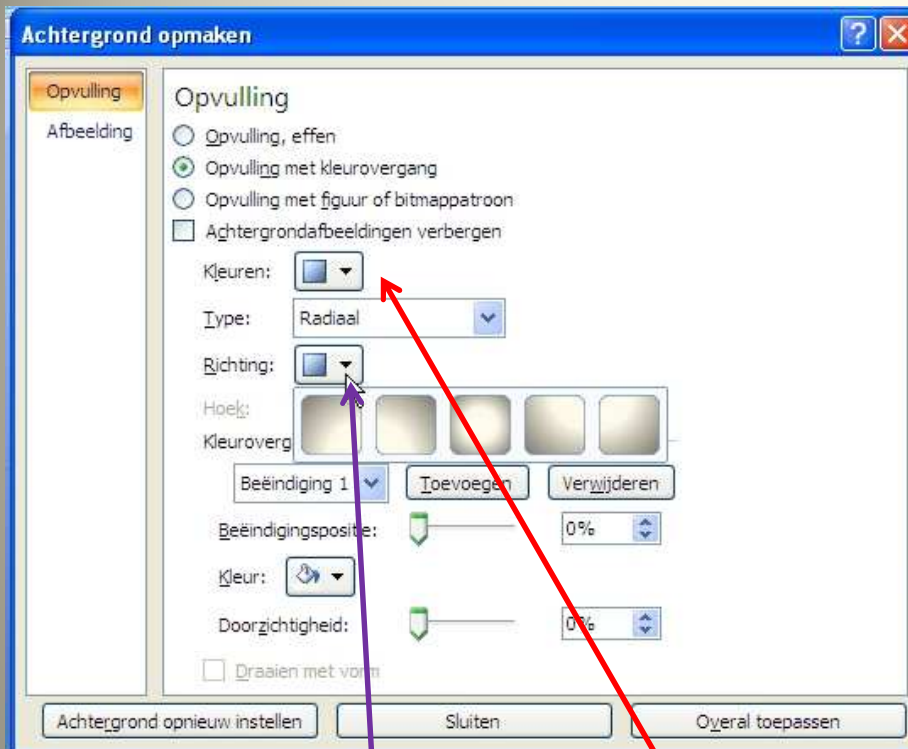 Achtergrond opmaken
Opvulling
Afbeelding
Opvulling
Opvulling, effen
Opvulling met kleurovergang
Opvulling met figuur of bitmappatroon
Achtergrondafbeeldingen verbergen
Kleuren:
Type: Radiaal
Richting:
Hoek:
Kleuroverg
Beëindiging 1 Toevoegen Verwijderen
Beëindigingspositie: 0%
Kleur:
Doorzichtigheid: 0%
Draaien met vorm
Achtergrond opnieuw instellen Sluiten Overal toepassen